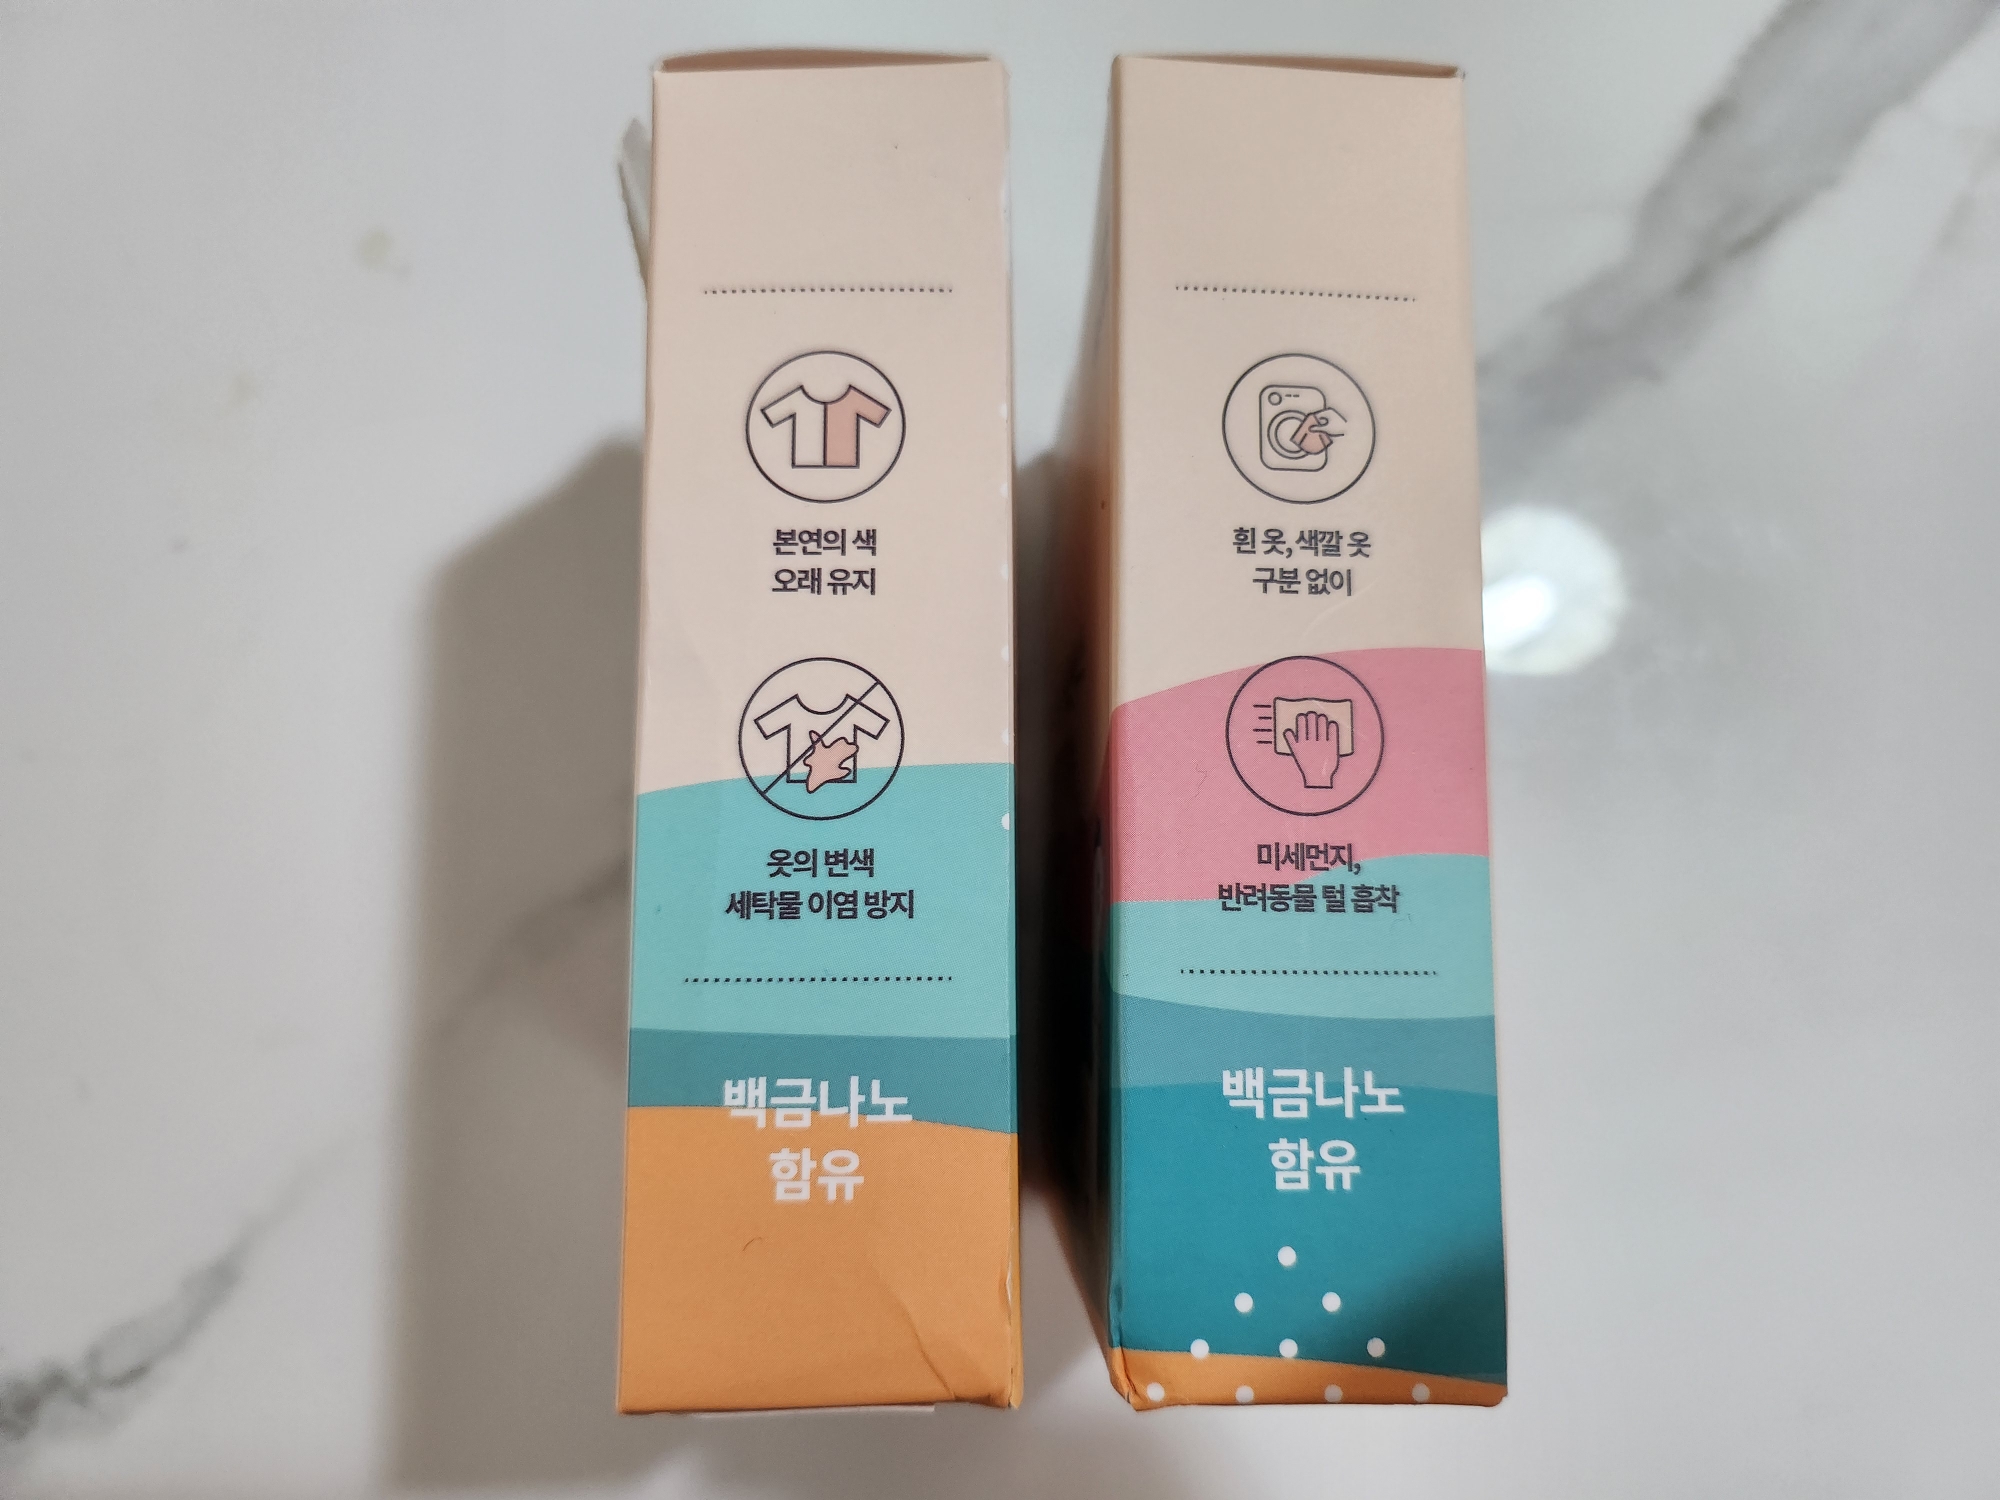 본연의 색
오래 유지
옷의 변색
세탁물 이염 방지
백금나노
함유
흰 옷, 색깔 옷
구분 없이
미세먼지,
반려동물 털 흡착
백금나노
함유